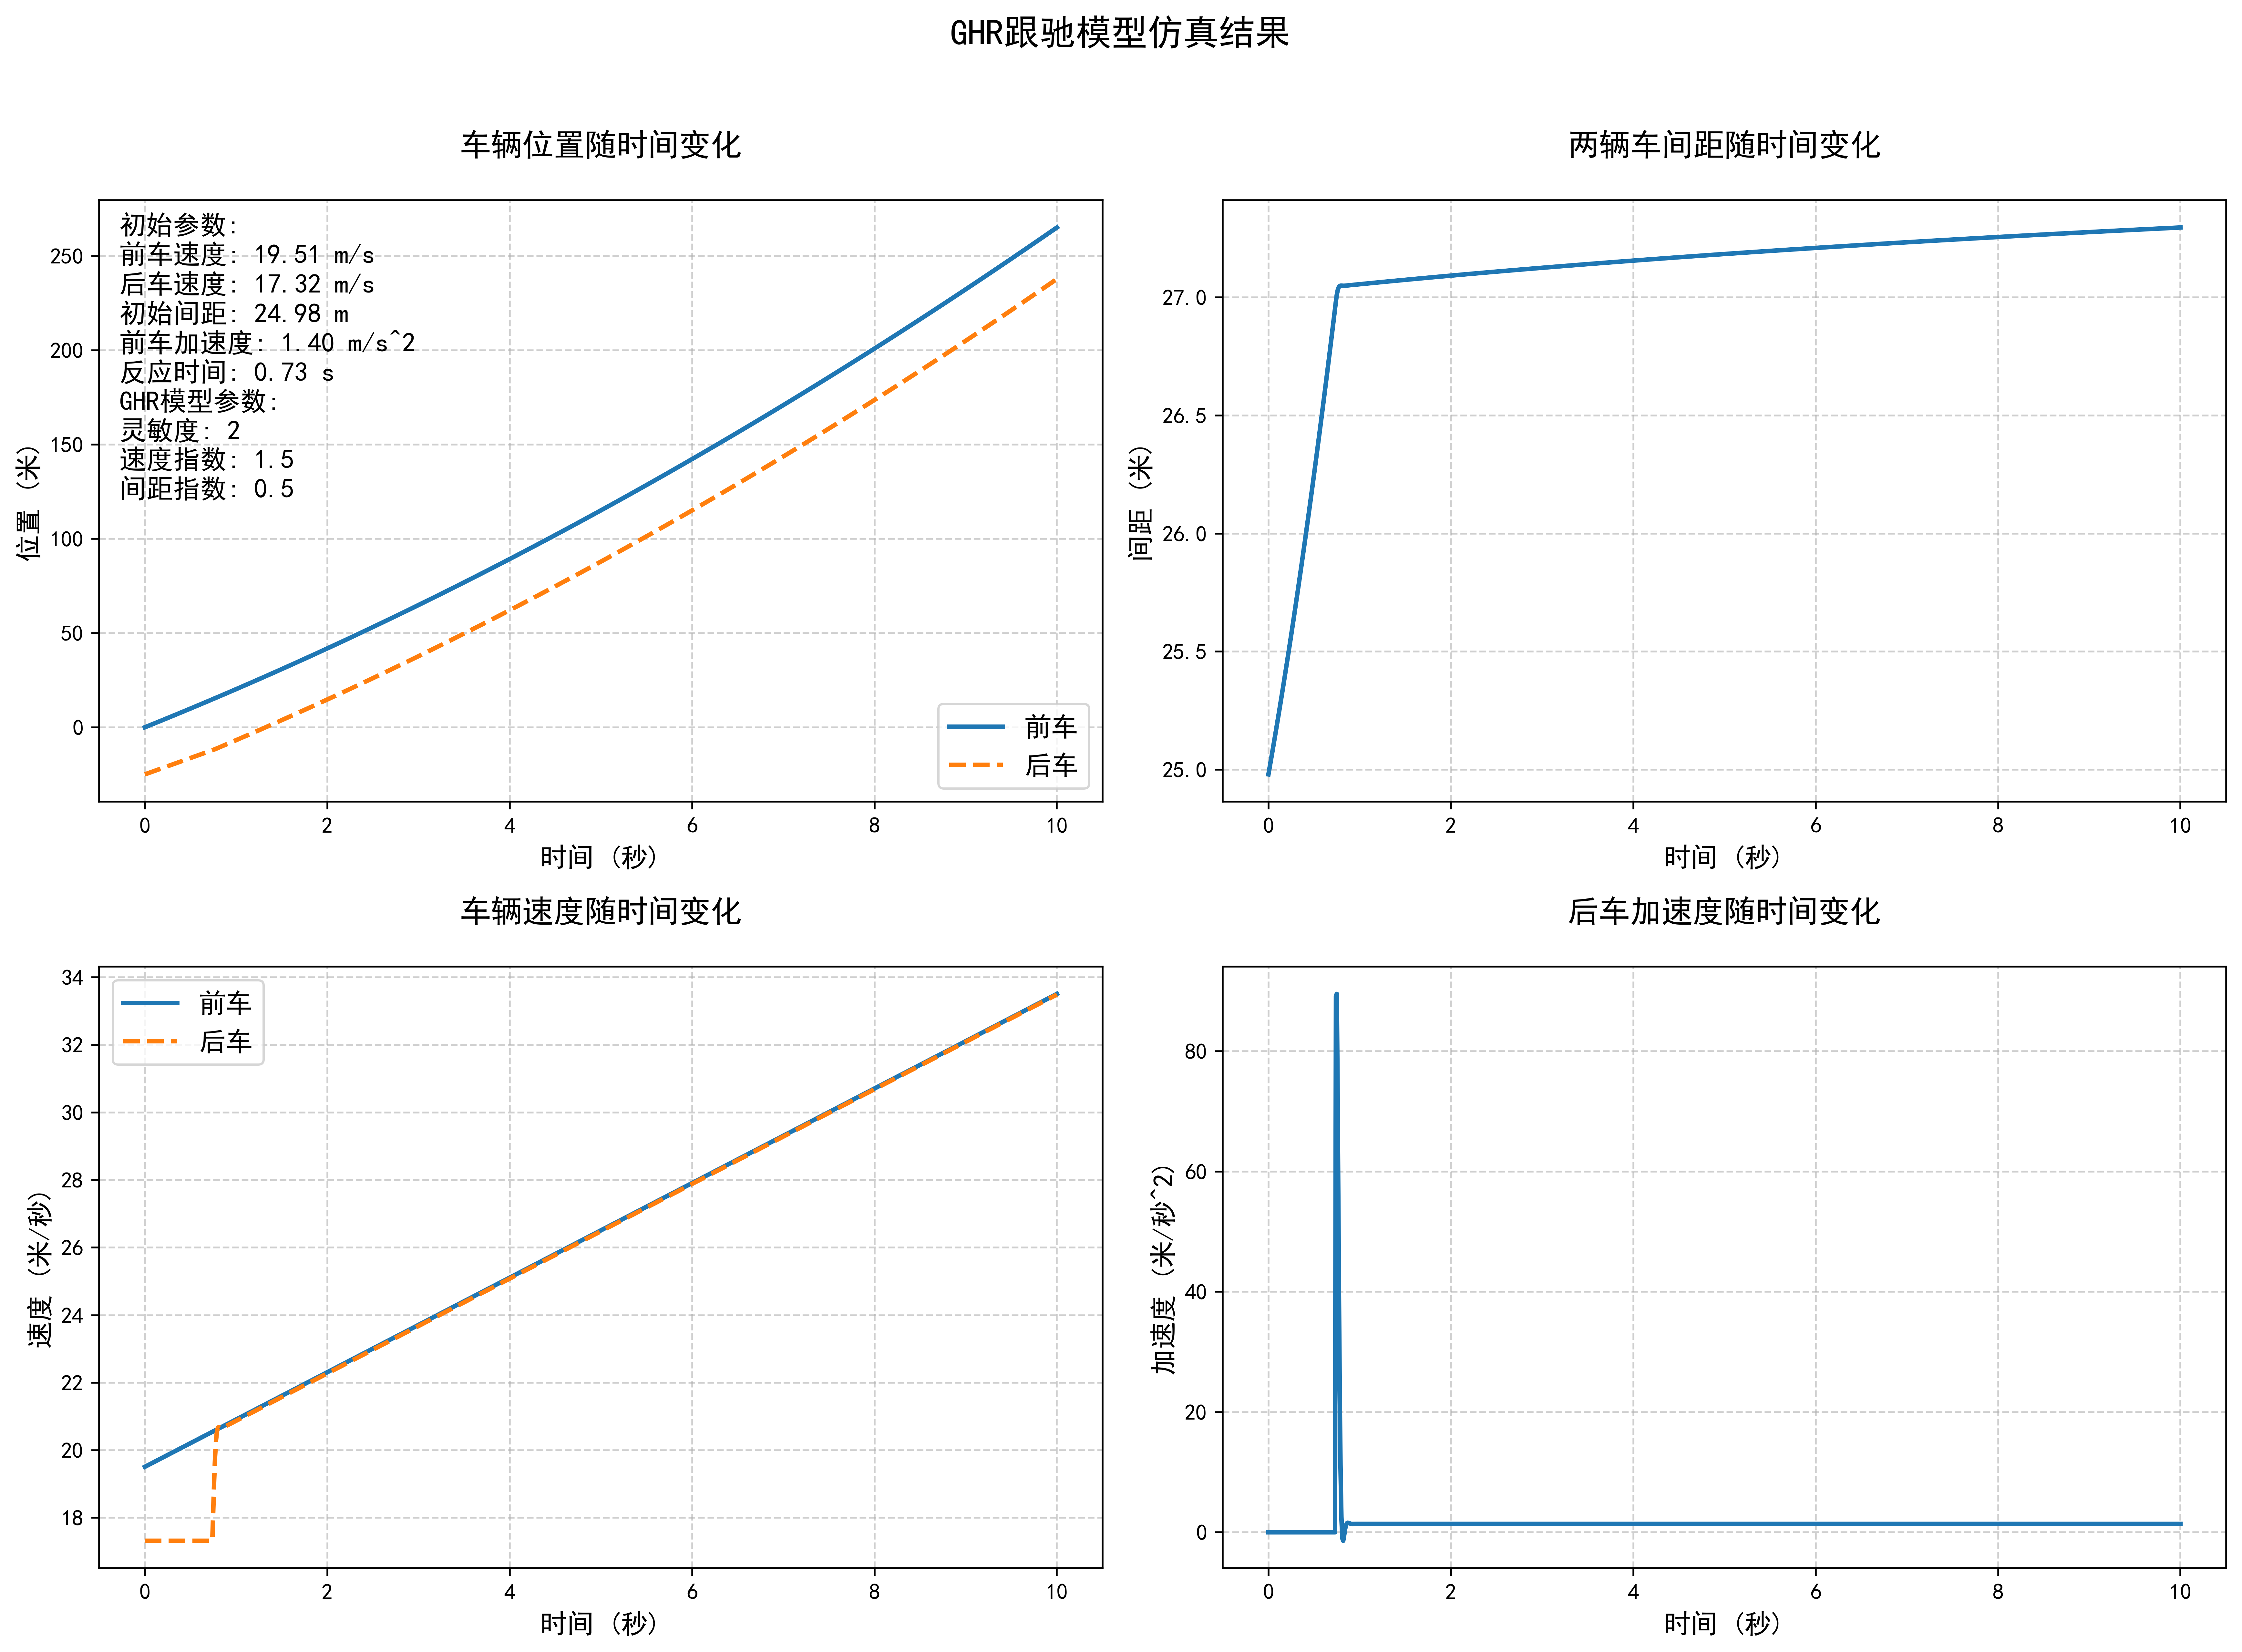 GHR跟驰模型仿真结果
车辆位置随时间变化
初始参数:
前车速度: 19.51 m/s
后车速度: 17.32 m/s
初始间距: 24.98 m
前车加速度: 1.40 m/s^2
反应时间: 0.73 s
GHR模型参数:
灵敏度: 2
速度指数: 1.5
间距指数: 0.5
位置 (米)
250
200
150
100
50
0
前车
后车
0 2 4 6 8 10
时间 (秒)
两辆车间距随时间变化
间距 (米)
27.0
26.5
26.0
25.5
25.0
0 2 4 6 8 10
时间 (秒)
车辆速度随时间变化
前车
后车
速度 (米/秒)
34
32
30
28
26
24
22
20
18
0 2 4 6 8 10
时间 (秒)
后车加速度随时间变化
加速度 (米/秒^2)
80
60
40
20
0
0 2 4 6 8 10
时间 (秒)